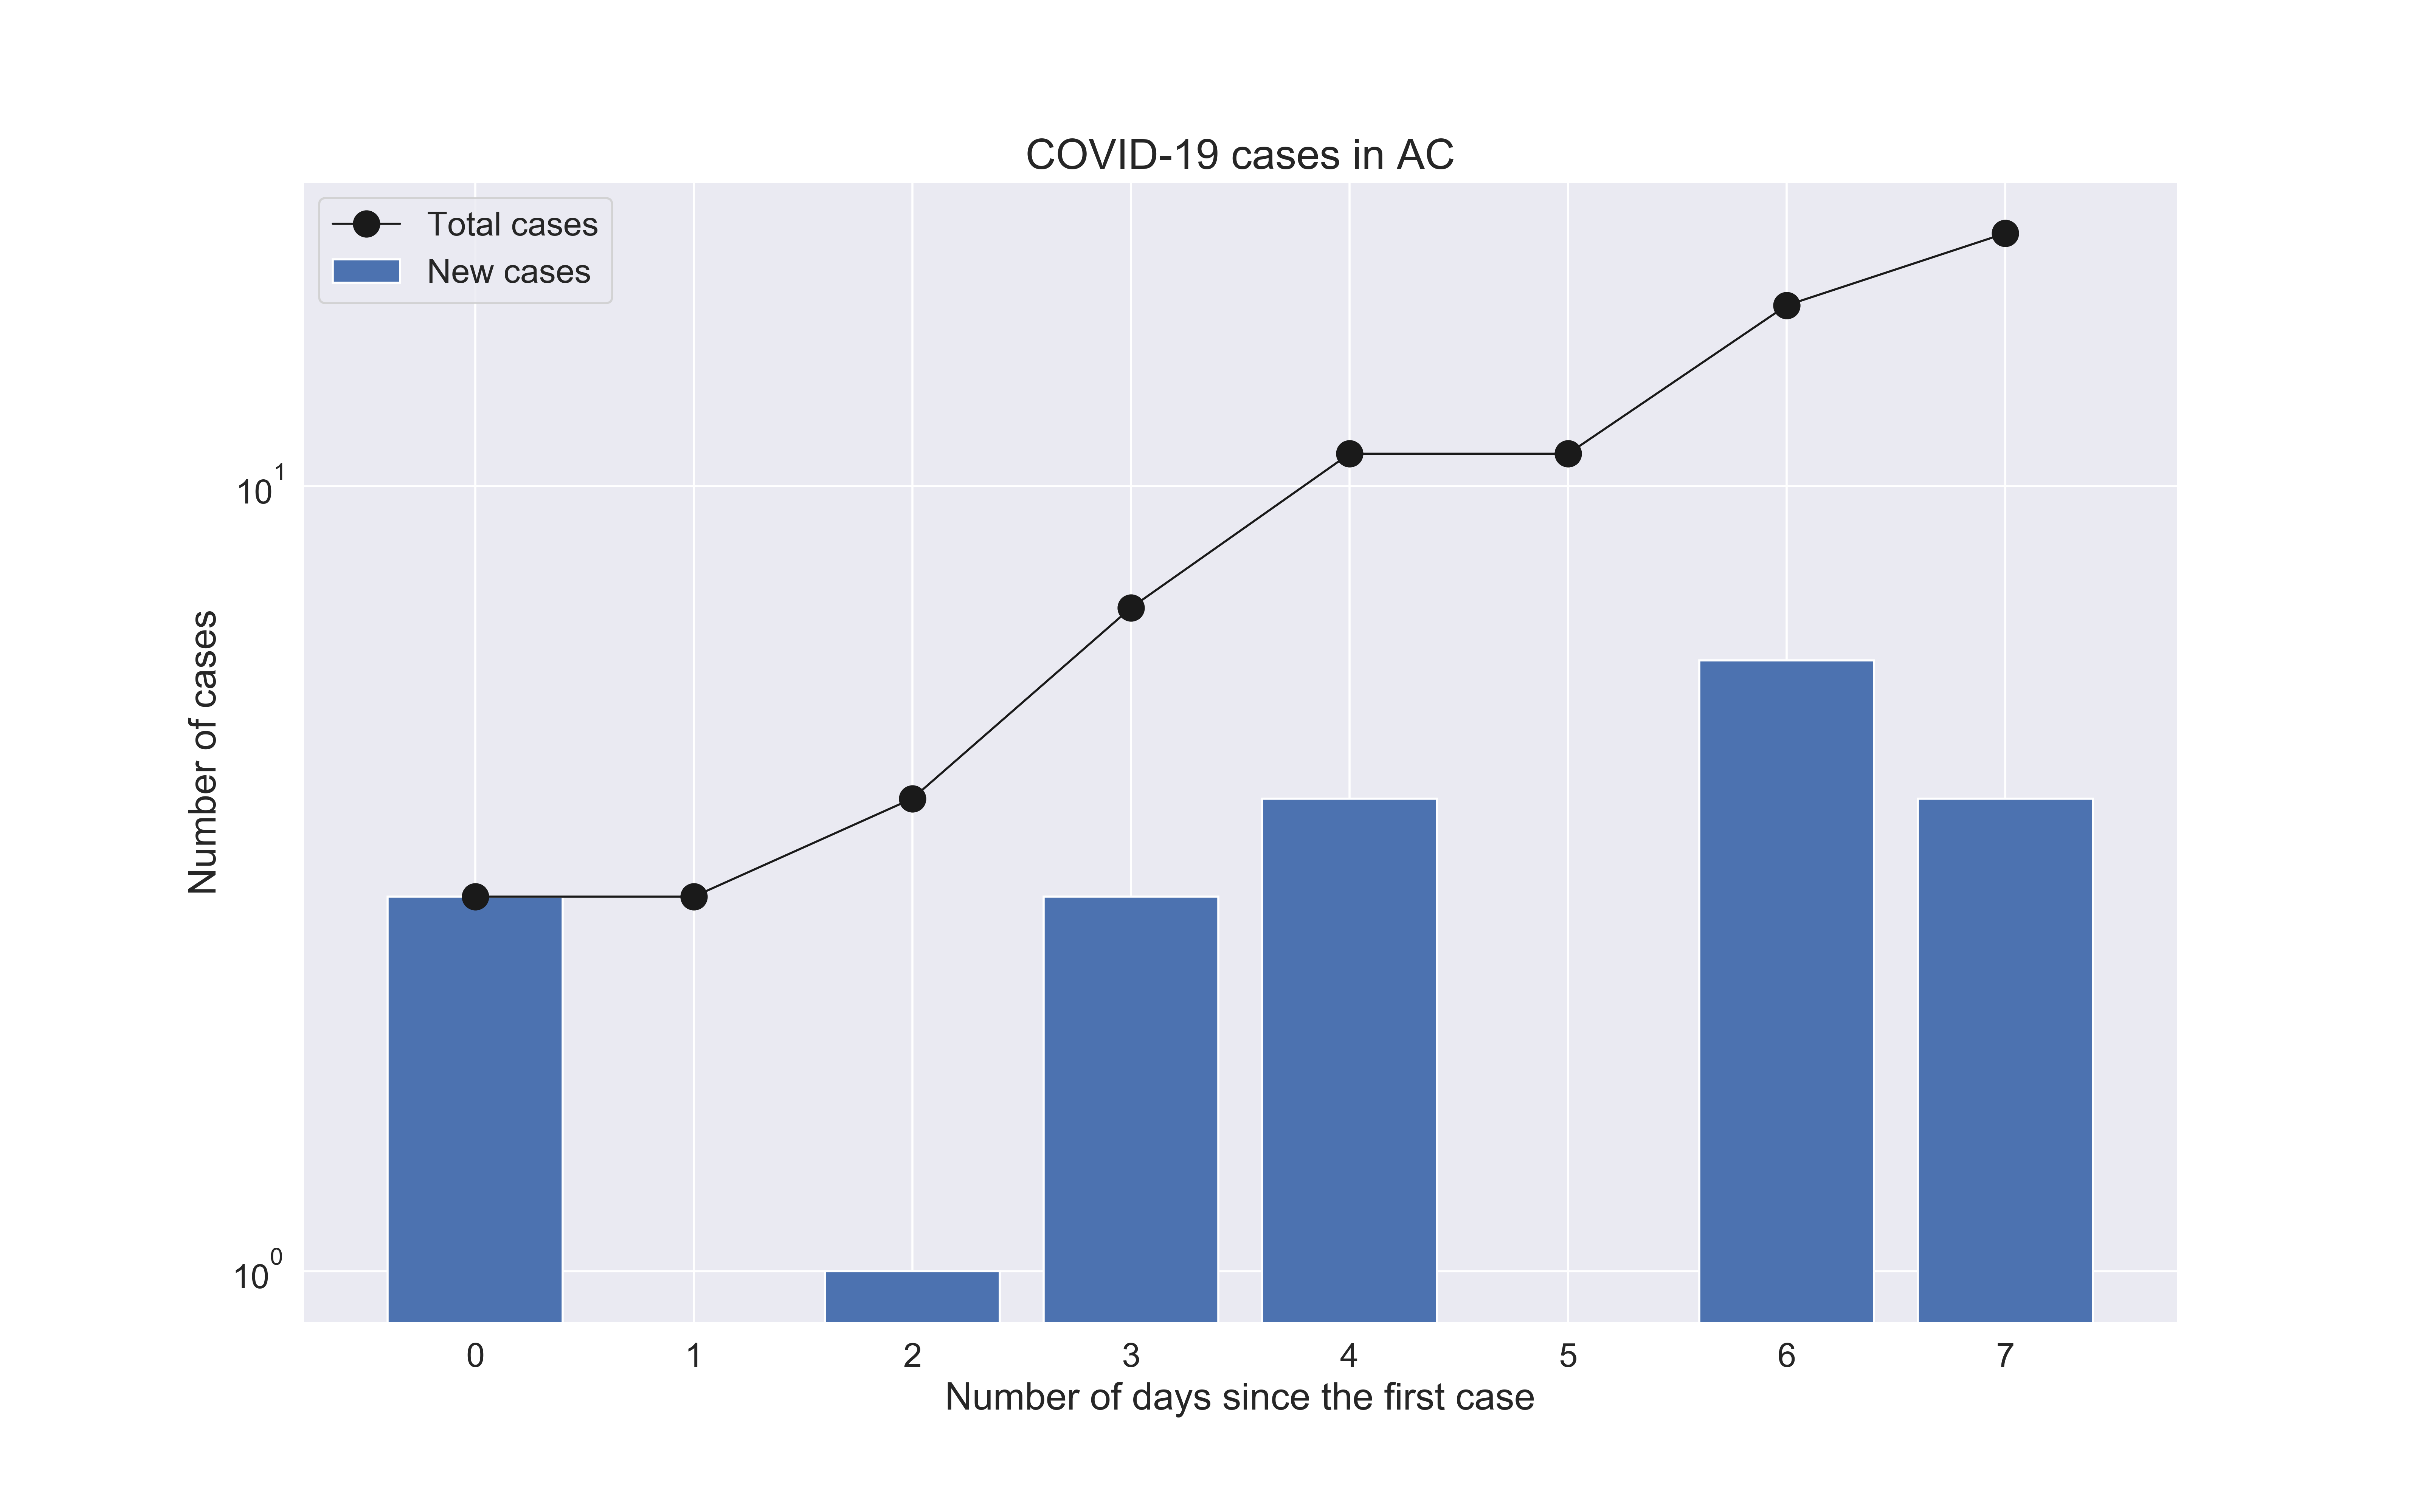 COVID-19 cases in AC
Total cases
New cases
Number of cases
10^1
10^0
0 1 2 3 4 5 6 7
Number of days since the first case